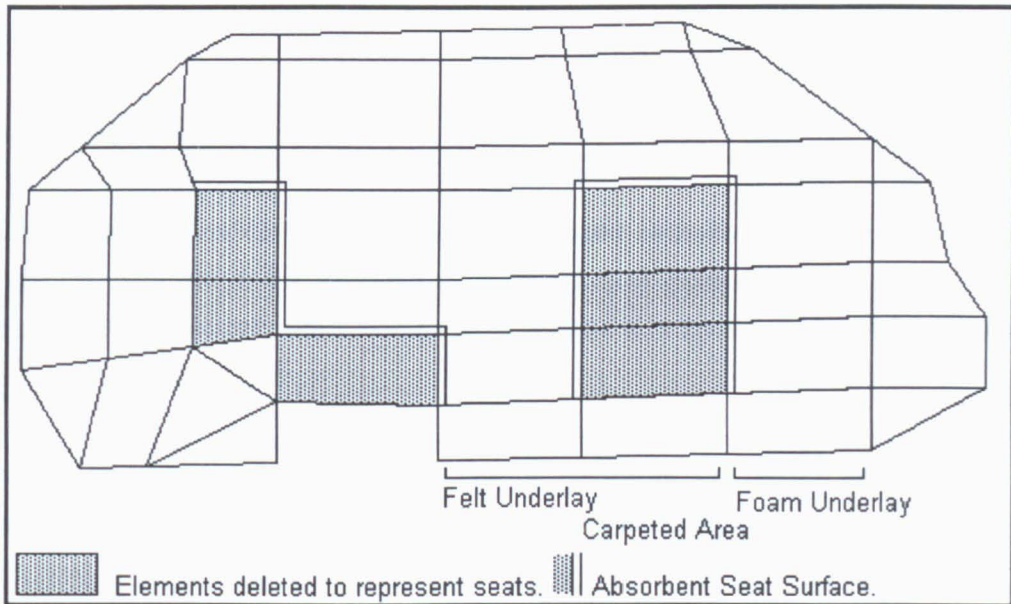 Felt Underlay
Foam Underlay
Carpeted Area
Elements deleted to represent seats.
Absorbent Seat Surface.